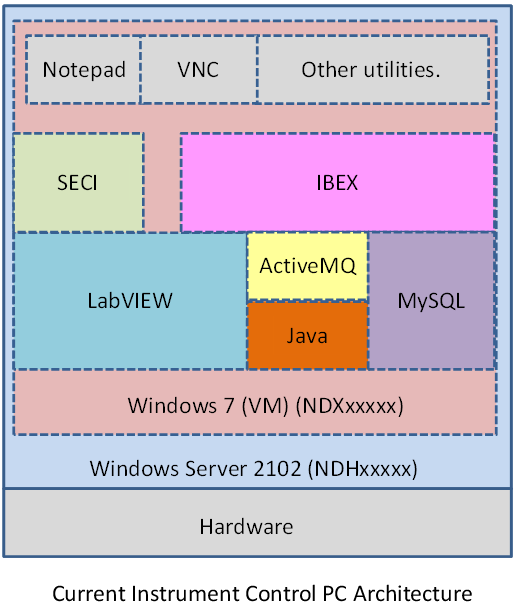 Notepad
VNC
Other utilities.
SECI
IBEX
LabVIEW
ActiveMQ
MySQL
Java
Windows 7 (VM) (NDXxxxxx)
Windows Server 2102 (NDHxxxxx)
Hardware
Current Instrument Control PC Architecture